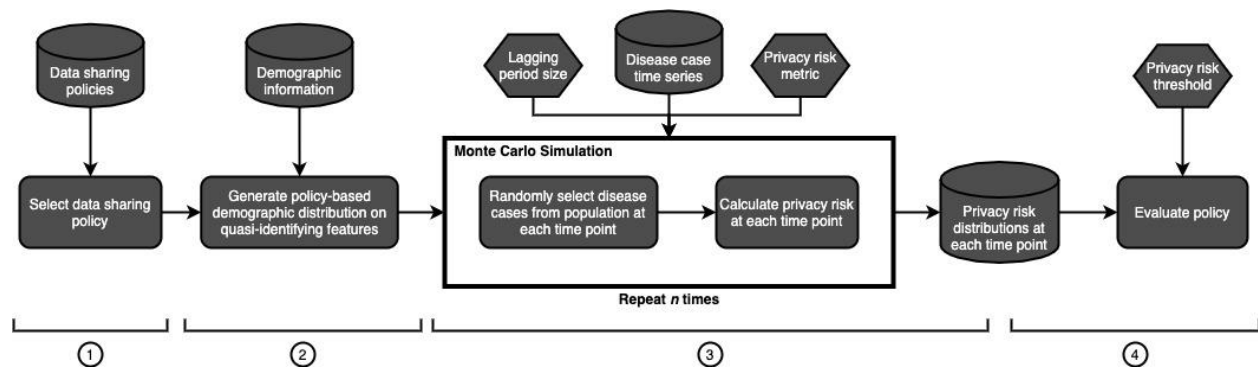 Data sharing
policies
Demographic
information
Lagging
period size
Disease case
time series
Privacy risk
metric
Privacy risk
threshold
Monte Carlo Simulation
Select data sharing
policy
Generate policy-based
demographic distribution on
quasi-identifying features
Randomly select disease
cases from population at
each time point
Calculate privacy risk
at each time point
Privacy risk
distributions at
each time point
Evaluate policy
Repeat n times
1
2
3
4